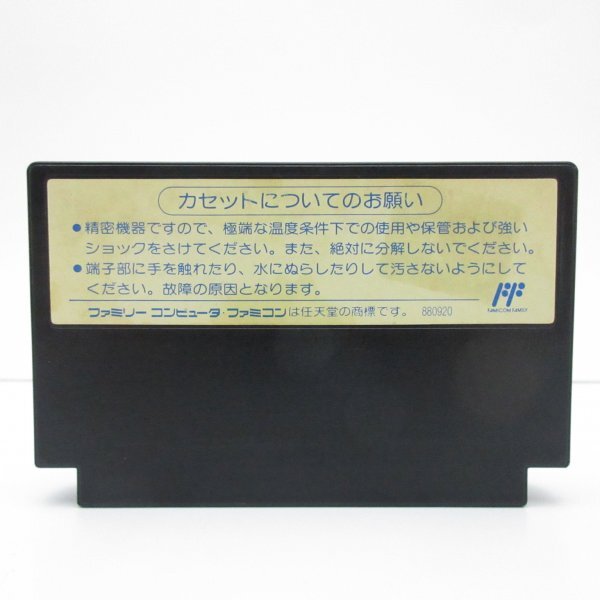 カセットについてのお願い
●精密機器ですので、極端な温度条件下での使用や保管および強い
ショックをさけてください。また、絶対に分解しないでください。
●端子部に手を触れたり、水にぬらしたりして汚さないようにして
ください。故障の原因となります。
FAMICOM FAMILY
ファミリーコンピュータ・ファミコンは任天堂の商標です。 880920